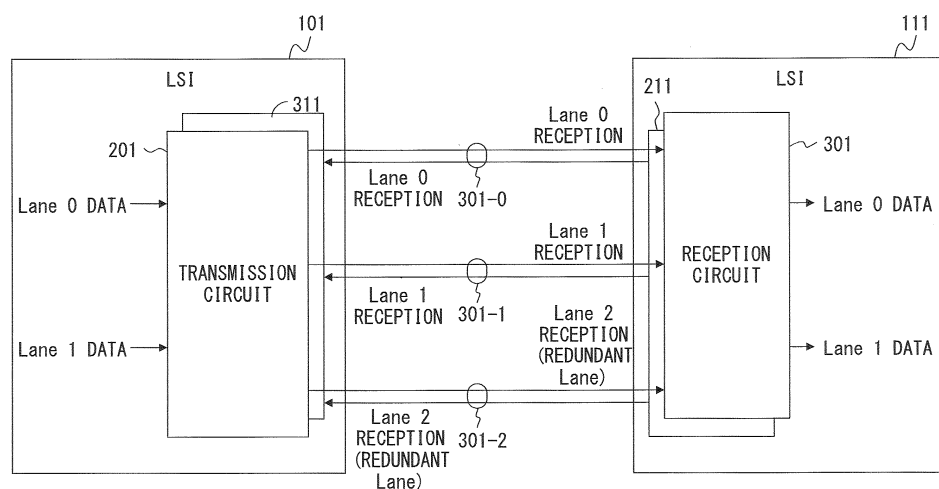 101
111
LSI
LSI
311
211
201
301
Lane 0
RECEPTION
Lane 0
RECEPTION
301-0
Lane 0 DATA
Lane 0 DATA
TRANSMISSION
CIRCUIT
Lane 1
RECEPTION
RECEPTION
CIRCUIT
Lane 1
RECEPTION
301-1
Lane 1 DATA
Lane 1 DATA
Lane 2
RECEPTION
(REDUNDANT
Lane)
Lane 2
RECEPTION
(REDUNDANT
Lane)
301-2